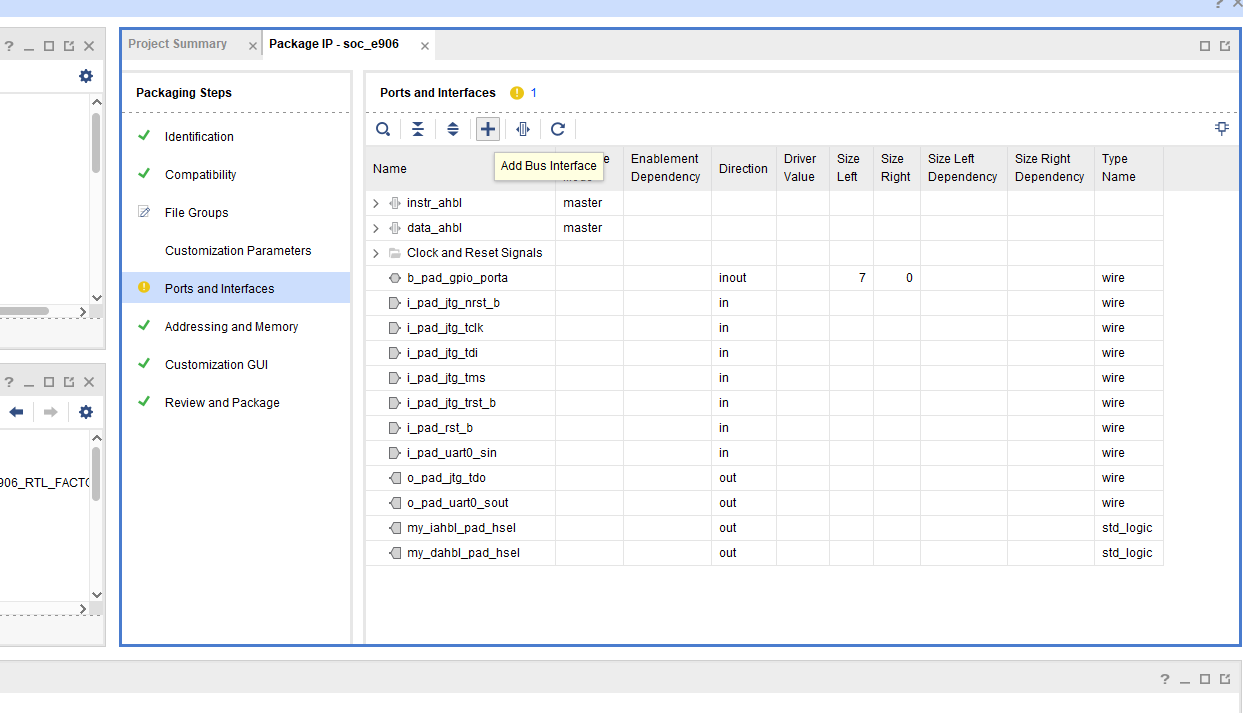 Project Summary
Package IP - soc_e906
Packaging Steps
Identification
Compatibility
File Groups
Customization Parameters
Ports and Interfaces
Addressing and Memory
Customization GUI
Review and Package
Ports and Interfaces 1
Add Bus Interface
Name Enablement Dependency Direction Driver Value Size Left Size Right Size Left Dependency Size Right Dependency Type Name
instr_ahbl master
data_ahbl master
Clock and Reset Signals
b_pad_gpio_porta inout 7 0 wire
i_pad_jtg_nrst_b in wire
i_pad_jtg_tclk in wire
i_pad_jtg_tdi in wire
i_pad_jtg_tms in wire
i_pad_jtg_trst_b in wire
i_pad_rst_b in wire
i_pad_uart0_sin in wire
o_pad_jtg_tdo out wire
o_pad_uart0_sout out wire
my_iahbl_pad_hsel out std_logic
my_dahbl_pad_hsel out std_logic
906_RTL_FACTO